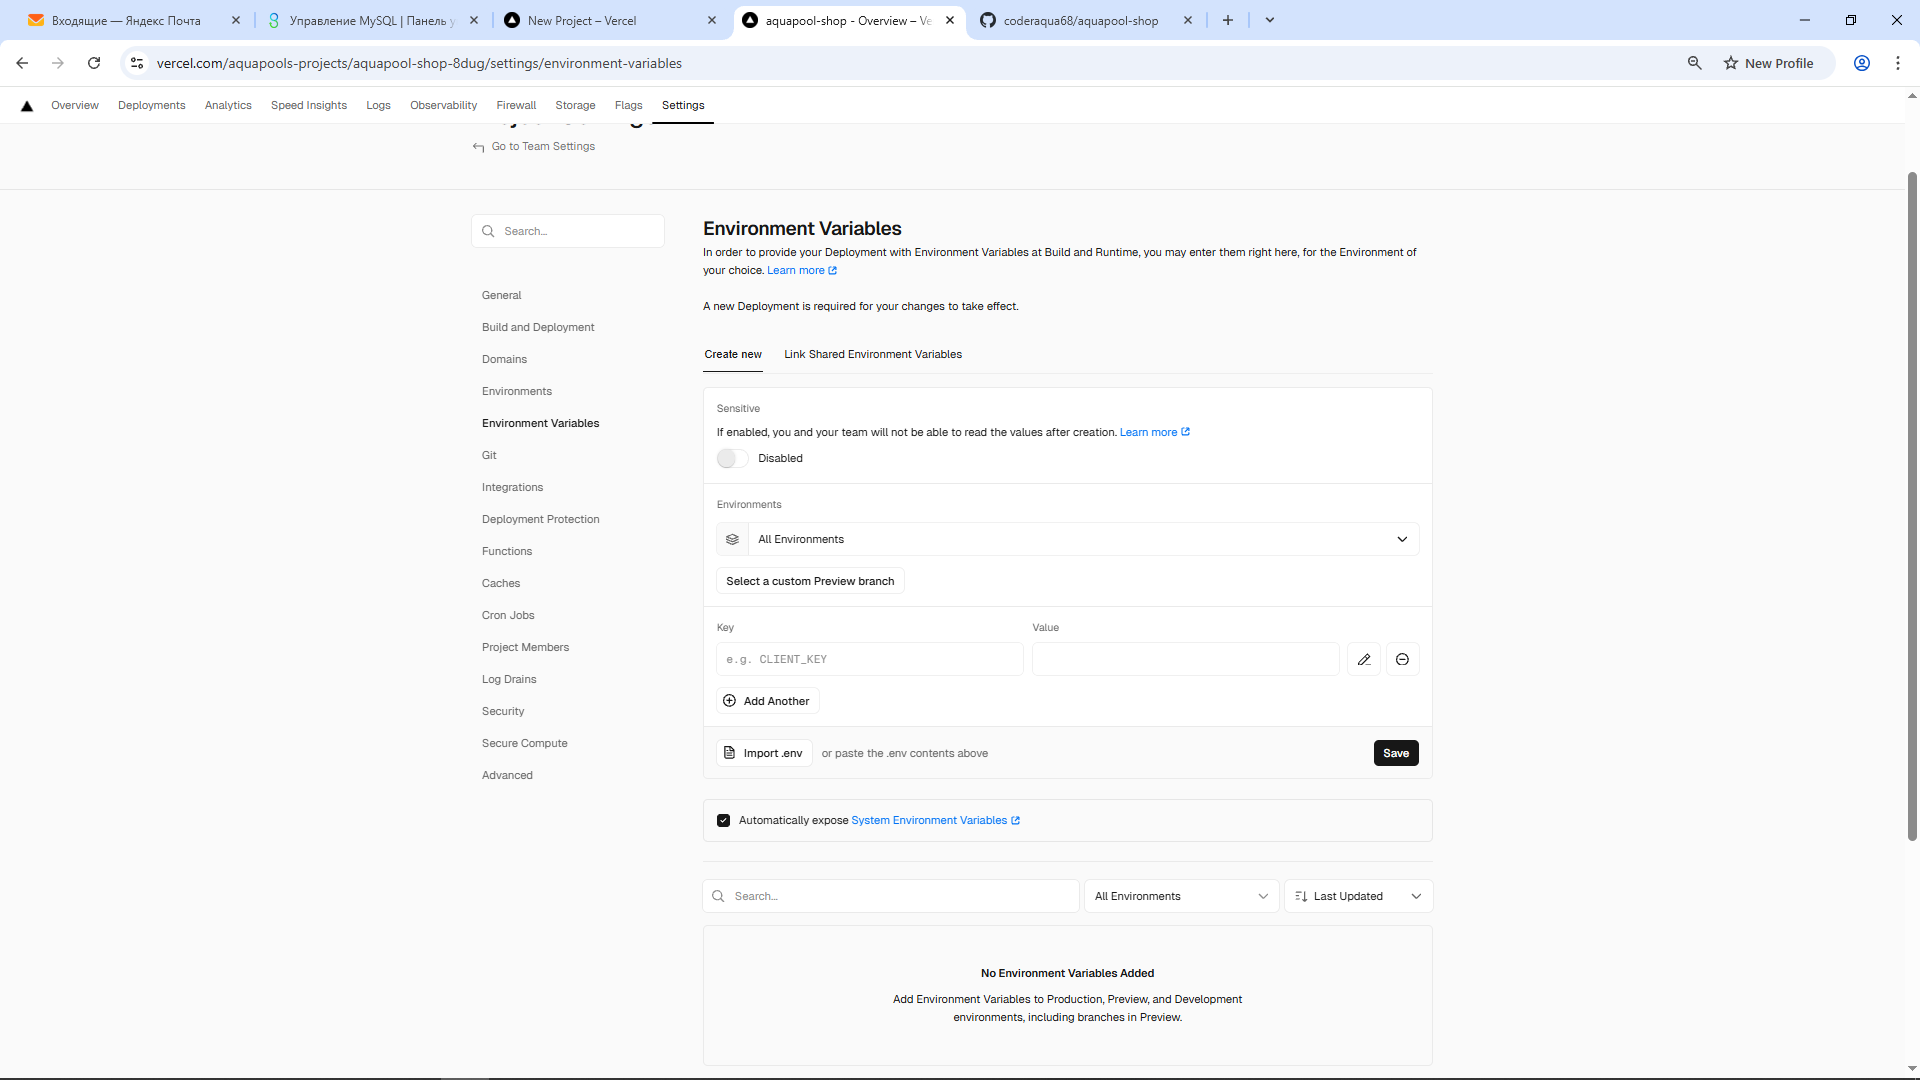 Входящие — Яндекс Почта
Управление MySQL | Панель у
New Project – Vercel
aquapool-shop - Overview – Ve
coderaqua68/aquapool-shop
vercel.com/aquapools-projects/aquapool-shop-8dug/settings/environment-variables
New Profile
Overview
Deployments
Analytics
Speed Insights
Logs
Observability
Firewall
Storage
Flags
Settings
Go to Team Settings
Search...
General
Build and Deployment
Domains
Environments
Environment Variables
Git
Integrations
Deployment Protection
Functions
Caches
Cron Jobs
Project Members
Log Drains
Security
Secure Compute
Advanced
Environment Variables
In order to provide your Deployment with Environment Variables at Build and Runtime, you may enter them right here, for the Environment of
your choice. Learn more
A new Deployment is required for your changes to take effect.
Create new
Link Shared Environment Variables
Sensitive
If enabled, you and your team will not be able to read the values after creation. Learn more
Disabled
Environments
All Environments
Select a custom Preview branch
Key
Value
e.g. CLIENT_KEY
Add Another
Import .env
or paste the .env contents above
Save
Automatically expose System Environment Variables
Search...
All Environments
Last Updated
No Environment Variables Added
Add Environment Variables to Production, Preview, and Development
environments, including branches in Preview.